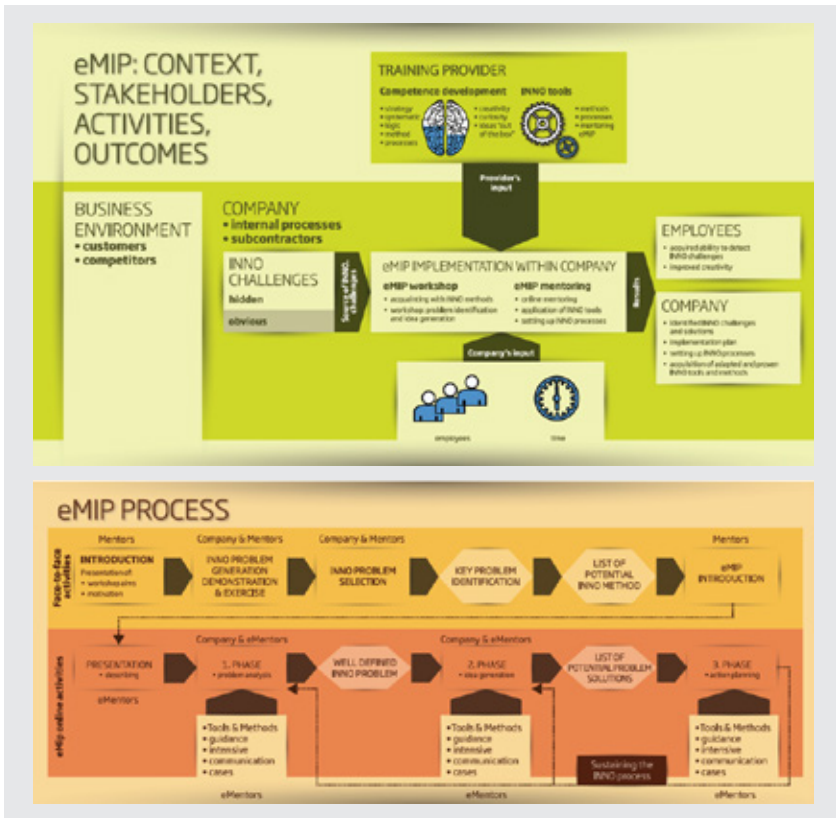 eMIP: CONTEXT,
STAKEHOLDERS,
ACTIVITIES,
OUTCOMES
TRAINING PROVIDER
Competence development
• strategy
• systematic
• logic
• method
• processes
• creativity
• curiosity
• ideas "out
of the box"
INNO tools
• methods
• processes
• mentoring
eMIP
Provider's
input
BUSINESS
ENVIRONMENT
• customers
• competitors
COMPANY
• internal processes
• subcontractors
INNO
CHALLENGES
hidden
obvious
Source of INNO
challenges
eMIP IMPLEMENTATION WITHIN COMPANY
eMIP workshop
• acquainting with INNO methods
• workshop problem identification
and idea generation
eMIP mentoring
• online mentoring
• application of INNO tools
• setting up INNO processes
Results
EMPLOYEES
• acquired ability to detect
INNO challenges
• improved creativity
COMPANY
• identified INNO challenges
and solutions
• implementation plan
• setting up INNO processes
• acquisition of adapted and proven
INNO tools and methods
Company's input
employees
time
eMIP PROCESS
Face-to-face
activities
Mentors
INTRODUCTION
Presentation of:
• workshop aims
• motivation
Company & Mentors
INNO PROBLEM
GENERATION
DEMONSTRATION
& EXERCISE
Company & Mentors
INNO PROBLEM
SELECTION
KEY PROBLEM
IDENTIFICATION
LIST OF
POTENTIAL
INNO METHOD
Mentors
eMIP
INTRODUCTION
eMip online activities
PRESENTATION
• describing
eMentors
Company & eMentors
1. PHASE
• problem analysis
WELL DEFINED
INNO PROBLEM
Company & eMentors
2. PHASE
• idea generation
LIST OF
POTENTIAL PROBLEM
SOLUTIONS
3. PHASE
• action planning
• Tools & Methods
• guidance
• intensive
• communication
• cases
eMentors
• Tools & Methods
• guidance
• intensive
• communication
• cases
eMentors
Sustaining the
INNO process
• Tools & Methods
• guidance
• intensive
• communication
• cases
eMentors